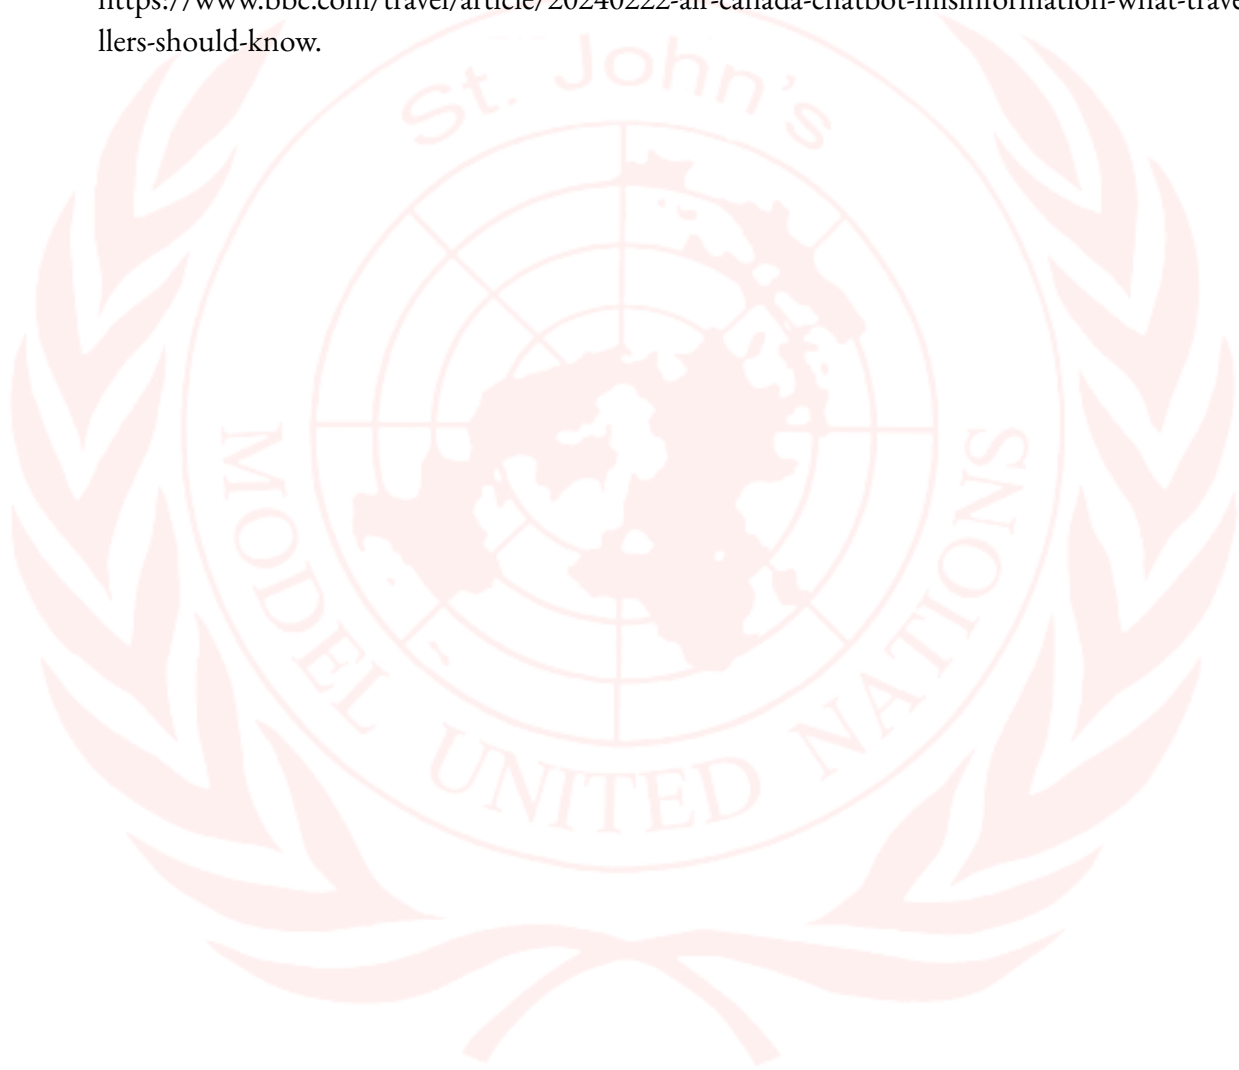 https://www.bbc.com/travel/article/20240222-air-canada-chatbot-misinformation-what-trave
llers-should-know.
St. John's
MODEL UNITED NATIONS